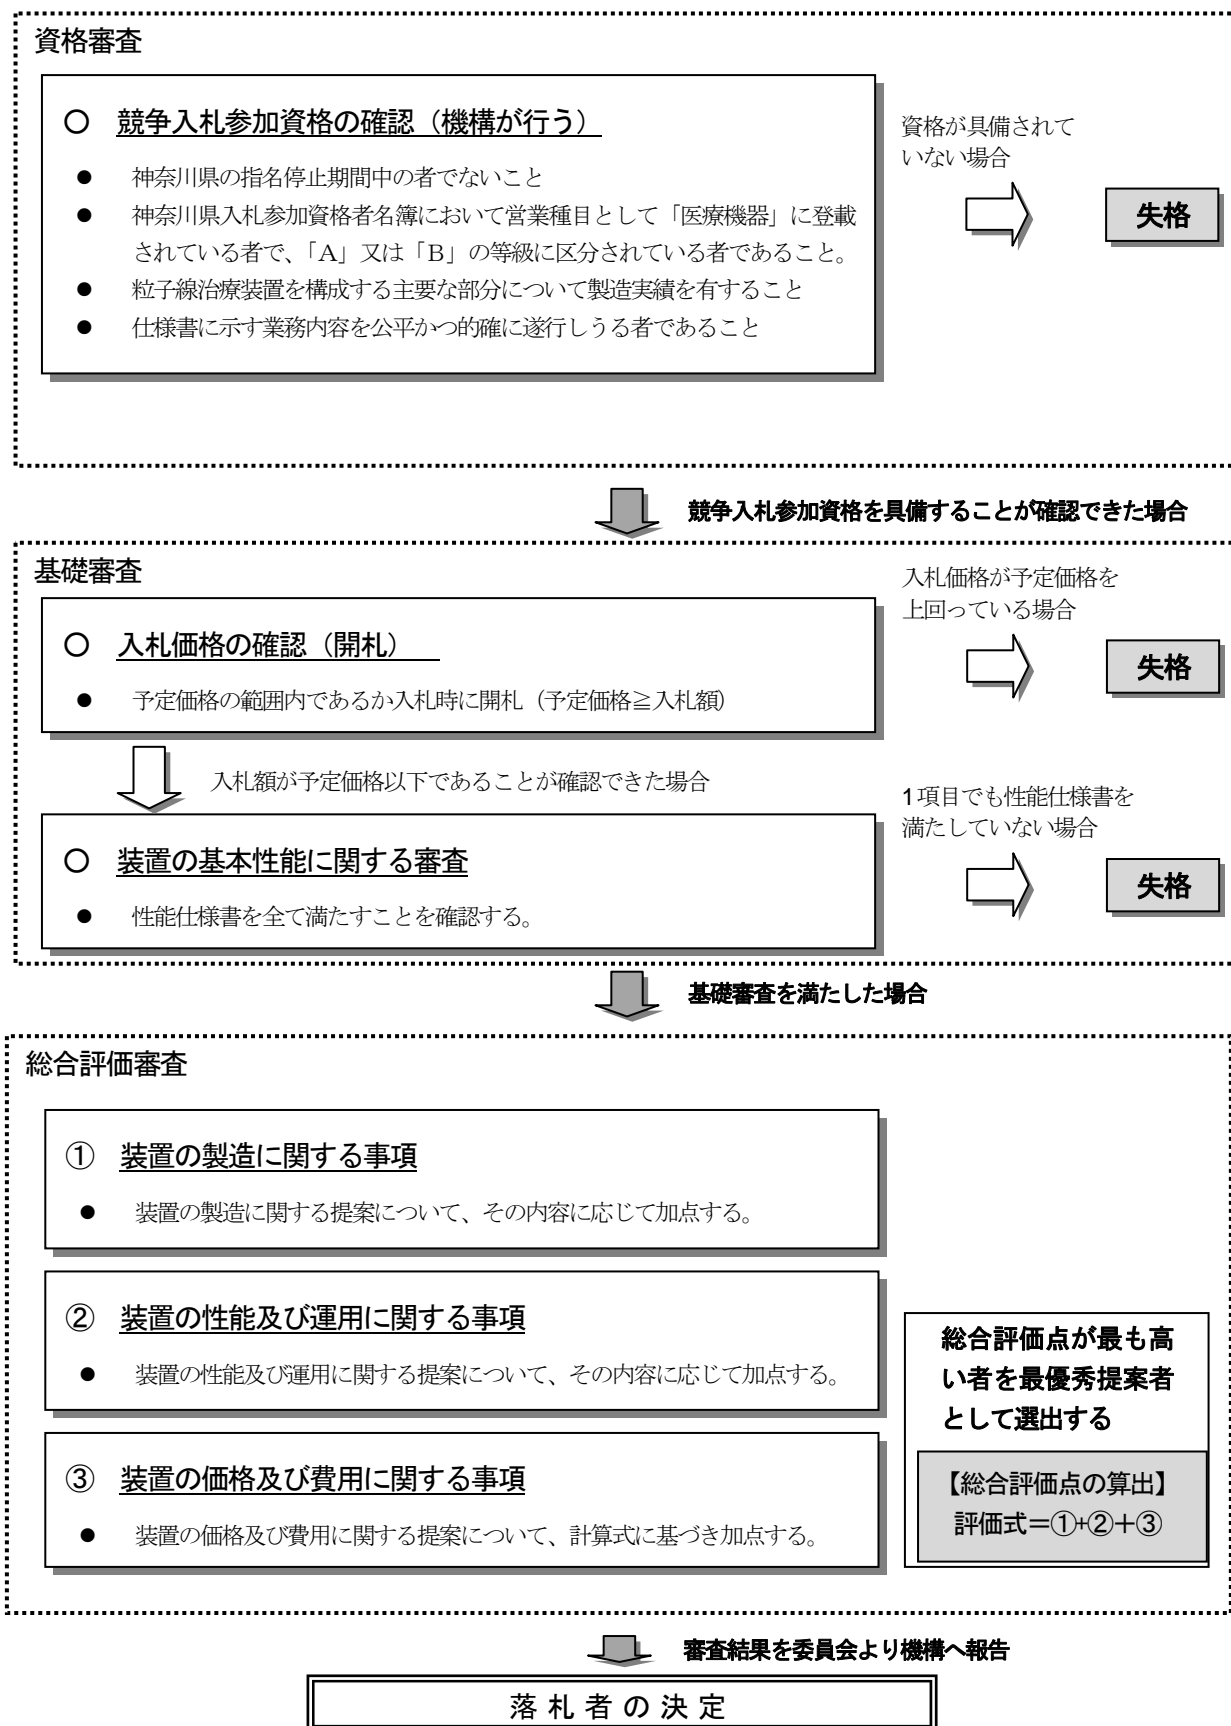 資格審査
○ 競争入札参加資格の確認（機構が行う）
● 神奈川県の指名停止期間中の者でないこと
● 神奈川県入札参加資格者名簿において営業種目として「医療機器」に登載
されている者で、「A」又は「B」の等級に区分されている者であること。
● 粒子線治療装置を構成する主要な部分について製造実績を有すること
● 仕様書に示す業務内容を公平かつ的確に遂行しうる者であること
資格が具備されて
いない場合
失格
競争入札参加資格を具備することが確認できた場合
基礎審査
○ 入札価格の確認（開札）
● 予定価格の範囲内であるか入札時に開札（予定価格≧入札額）
入札価格が予定価格を
上回っている場合
失格
入札額が予定価格以下であることが確認できた場合
○ 装置の基本性能に関する審査
● 性能仕様書を全て満たすことを確認する。
1項目でも性能仕様書を
満たしていない場合
失格
基礎審査を満たした場合
総合評価審査
① 装置の製造に関する事項
● 装置の製造に関する提案について、その内容に応じて加点する。
② 装置の性能及び運用に関する事項
● 装置の性能及び運用に関する提案について、その内容に応じて加点する。
③ 装置の価格及び費用に関する事項
● 装置の価格及び費用に関する提案について、計算式に基づき加点する。
総合評価点が最も高
い者を最優秀提案者
として選出する
【総合評価点の算出】
評価式＝①+②＋③
審査結果を委員会より機構へ報告
落札者の決定